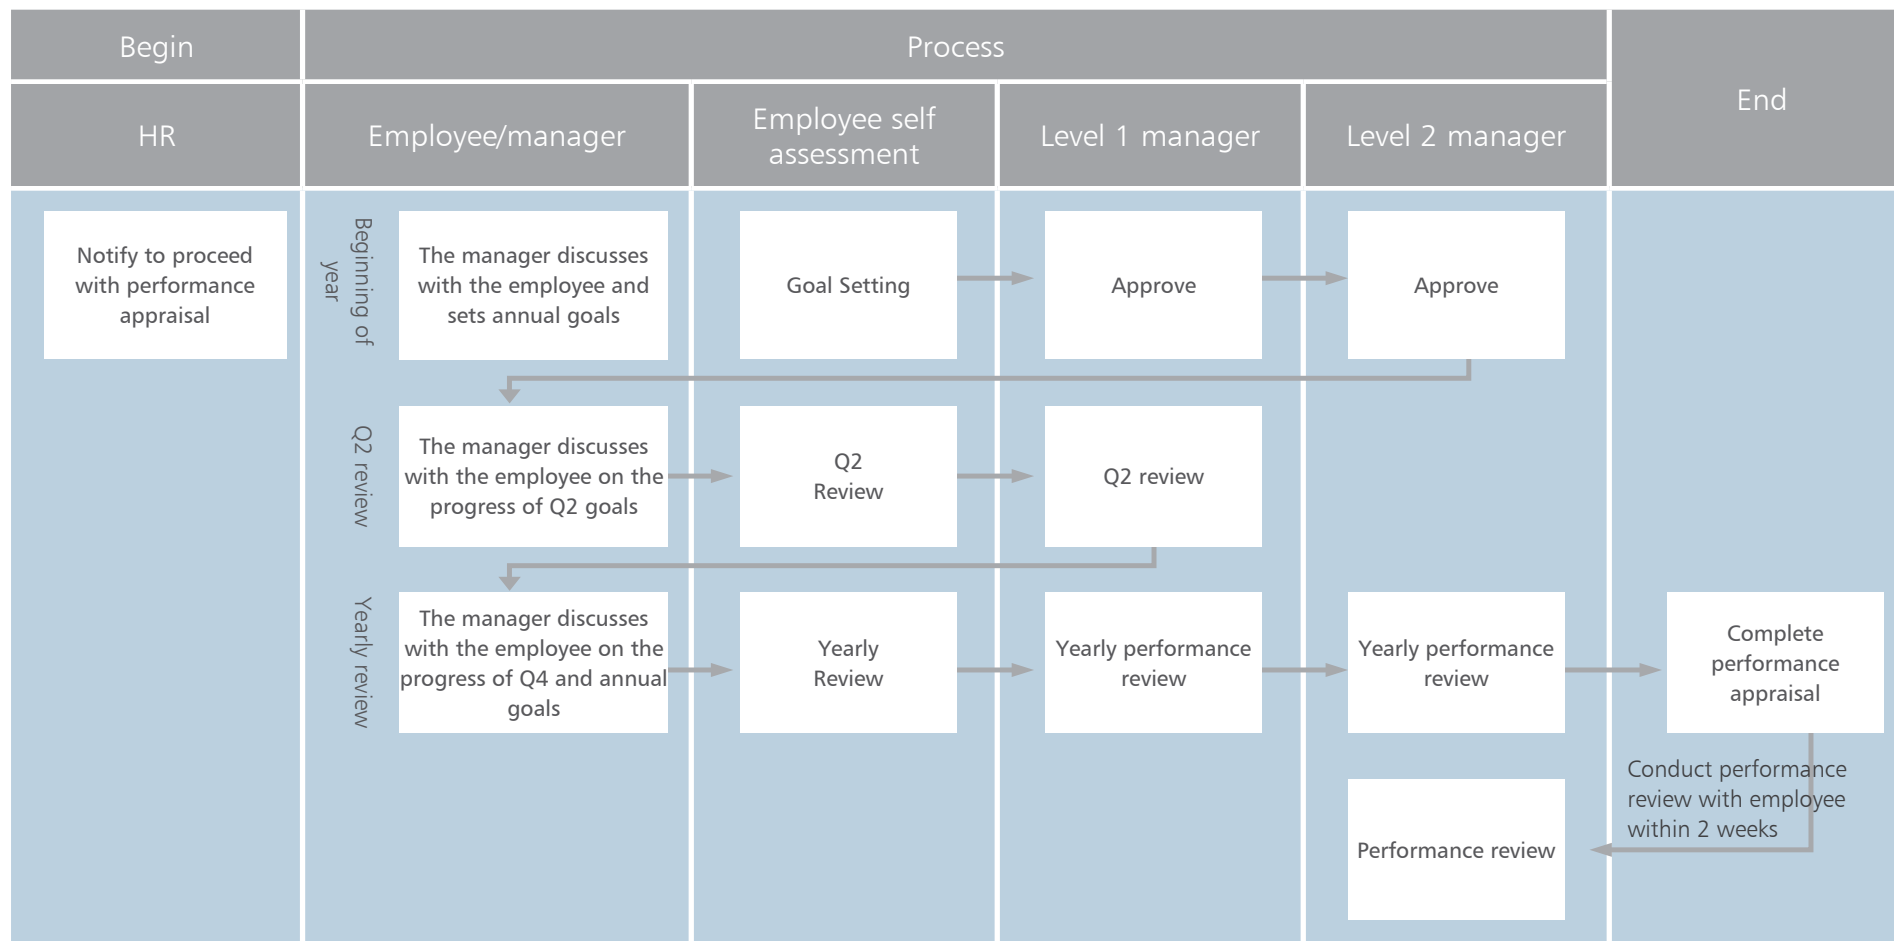 Begin
Process
End
HR
Employee/manager
Employee self
assessment
Level 1 manager
Level 2 manager
Notify to proceed
with performance
appraisal
Beginning of
year
The manager discusses
with the employee and
sets annual goals
Goal Setting
Approve
Approve
Q2 review
The manager discusses
with the employee on the
progress of Q2 goals
Q2
Review
Q2 review
Yearly review
The manager discusses
with the employee on the
progress of Q4 and annual
goals
Yearly
Review
Yearly performance
review
Yearly performance
review
Complete
performance
appraisal
Conduct performance
review with employee
within 2 weeks
Performance review